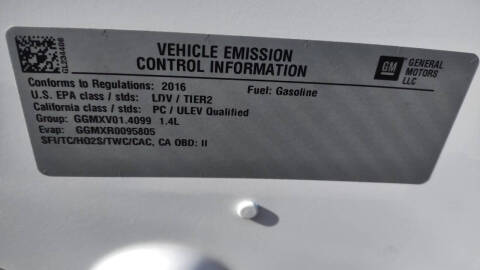 VEHICLE EMISSION
CONTROL INFORMATION
GM
GENERAL
MOTORS
LLC
Conforms to Regulations: 2016
Fuel: Gasoline
U.S. EPA class / stds: LDV / TIER2
California class / stds: PC / ULEV Qualified
Group: GGMXV01.4099 1.4L
Evap: GGMXR0095805
SFI/TC/HO2S/TWC/CAC, CA OBD: II